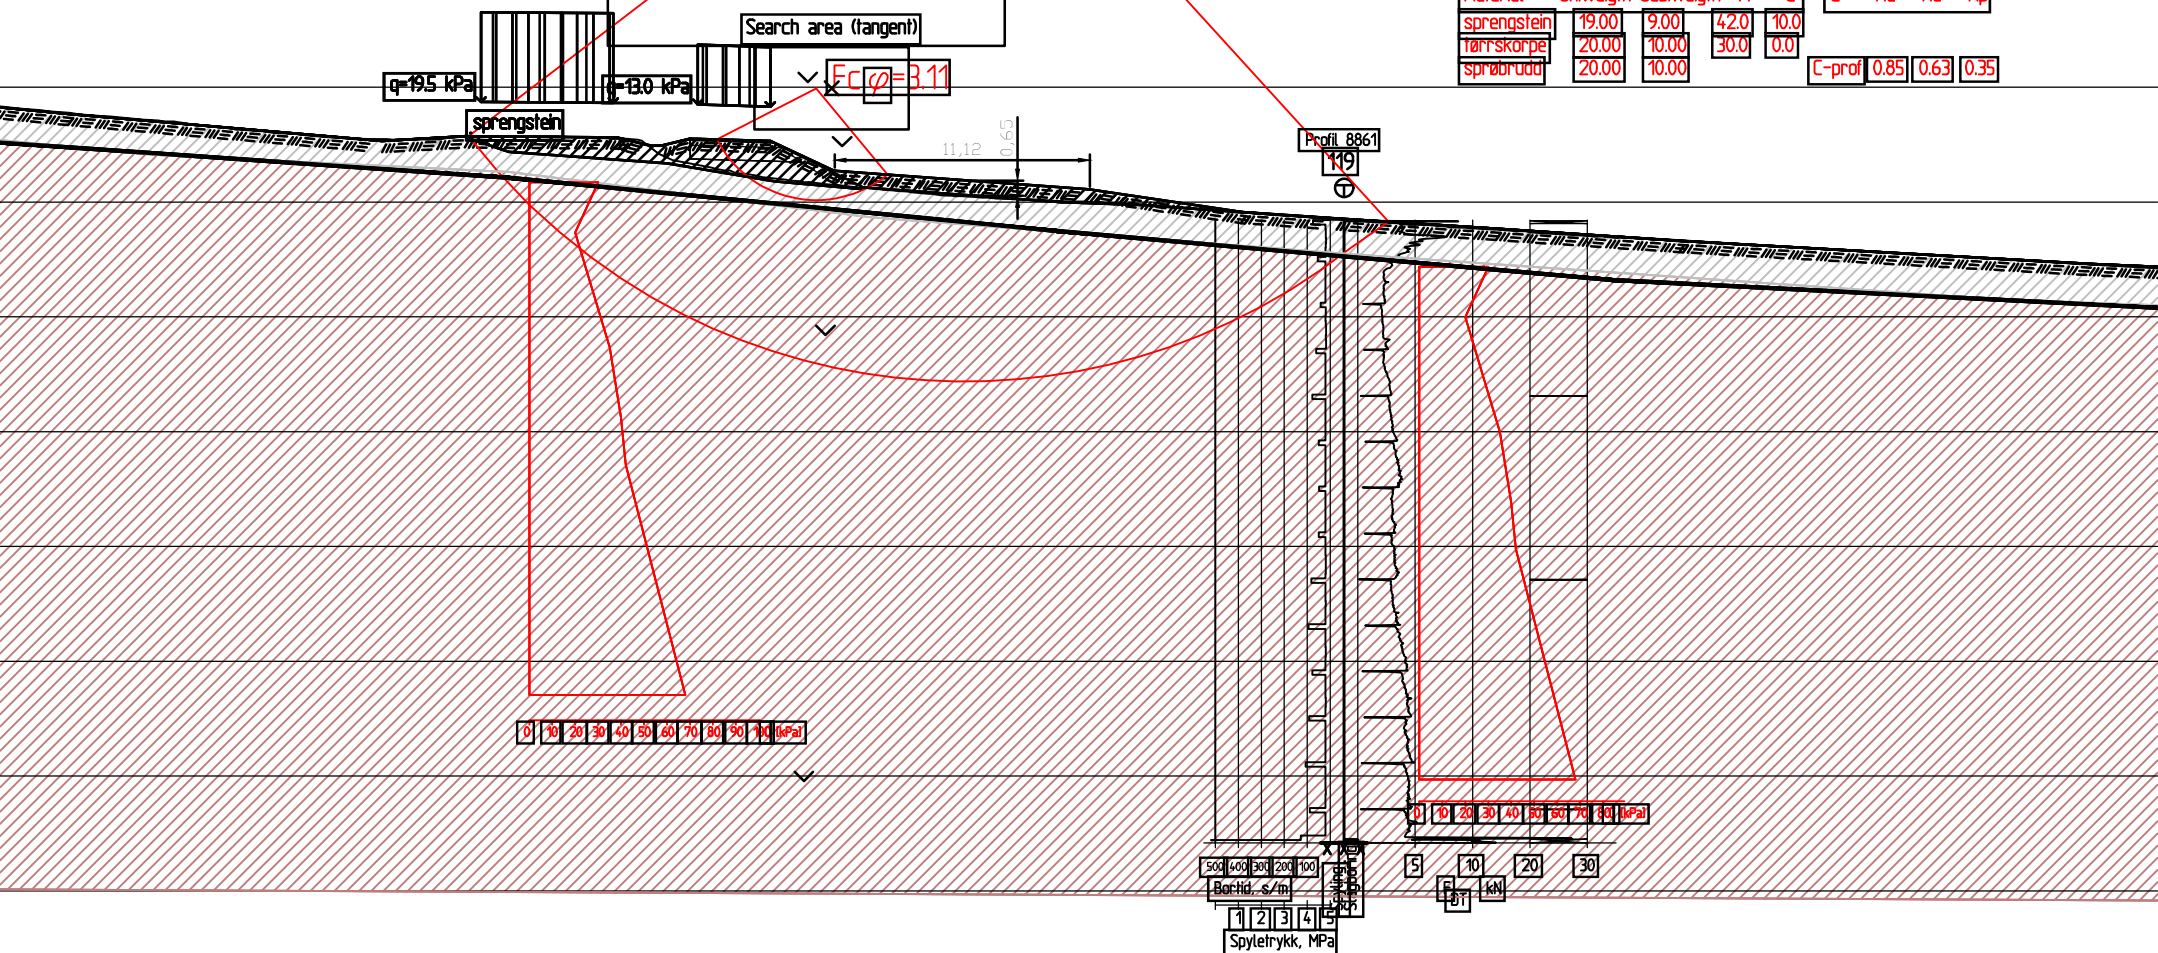 Search area (tangent)
sprengstein 19.00 9.00 42.0 10.0
tørrskorpe 20.00 10.00 30.0 0.0
sprøbrudd 20.00 10.00 C-prof 0.85 0.63 0.35
q=19.5 kPa
q=13.0 kPa
Fc φ=3.11
sprengstein
11,12
0,65
Profil 8861
119
0 10 20 30 40 50 60 70 80 90 100 [kPa]
0 10 20 30 40 50 60 70 80 [kPa]
500 400 300 200 100
5 10 20 30
Bortid, s/m
F DT kN
1 2 3 4 5
Spyletrykk, MPa